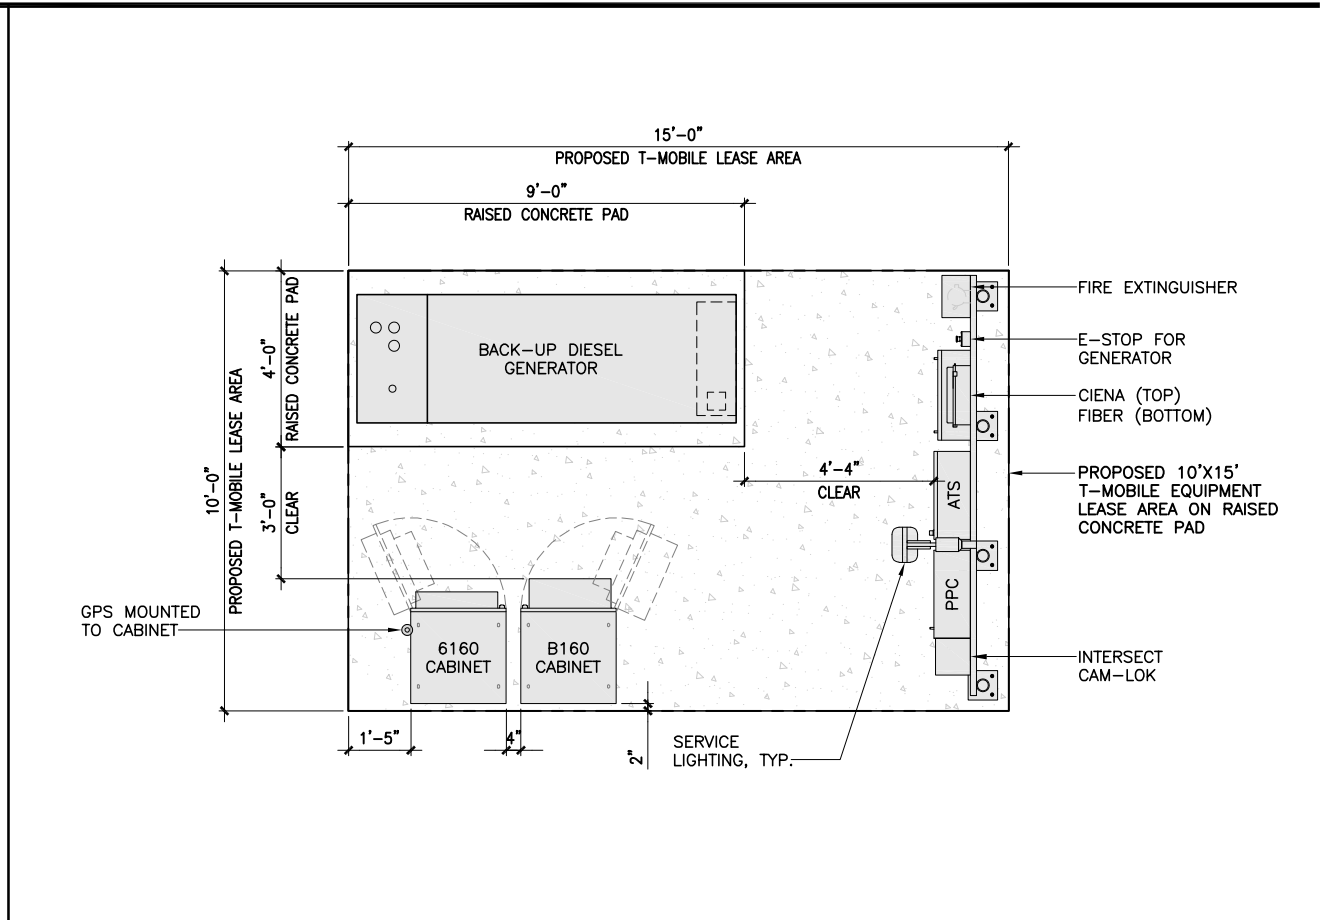 15'-0"
PROPOSED T-MOBILE LEASE AREA
9'-0"
RAISED CONCRETE PAD
10'-0"
PROPOSED T-MOBILE LEASE AREA
4'-0"
RAISED CONCRETE PAD
3'-0"
CLEAR
BACK-UP DIESEL
GENERATOR
FIRE EXTINGUISHER
E-STOP FOR
GENERATOR
CIENA (TOP)
FIBER (BOTTOM)
4'-4"
CLEAR
ATS
PPC
PROPOSED 10'X15'
T-MOBILE EQUIPMENT
LEASE AREA ON RAISED
CONCRETE PAD
GPS MOUNTED
TO CABINET
6160
CABINET
B160
CABINET
INTERSECT
CAM-LOK
1'-5"
4"
2"
SERVICE
LIGHTING, TYP.